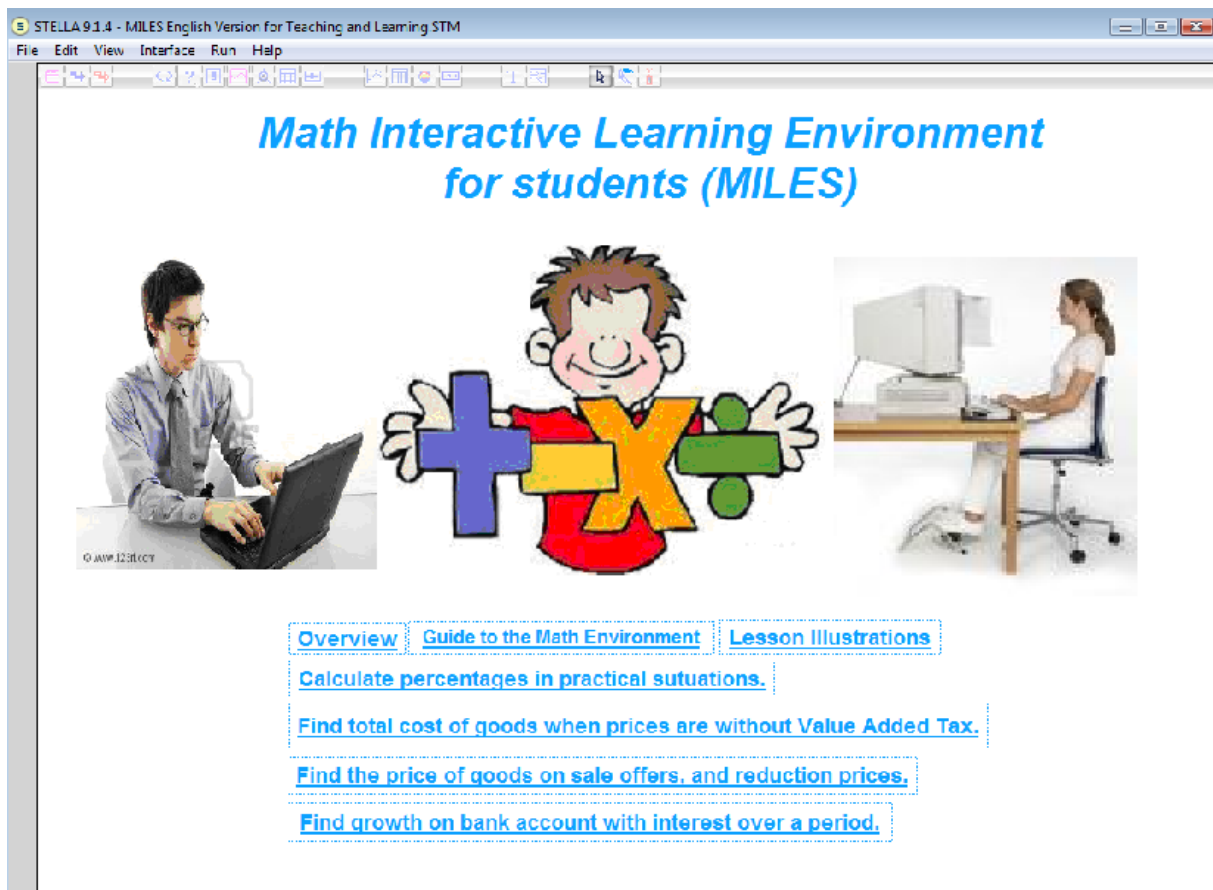 STELLA 9.1.4 - MILES English Version for Teaching and Learning STM
File Edit View Interface Run Help
Math Interactive Learning Environment
for students (MILES)
Overview Guide to the Math Environment Lesson Illustrations
Calculate percentages in practical sutuations.
Find total cost of goods when prices are without Value Added Tax.
Find the price of goods on sale offers, and reduction prices.
Find growth on bank account with interest over a period.